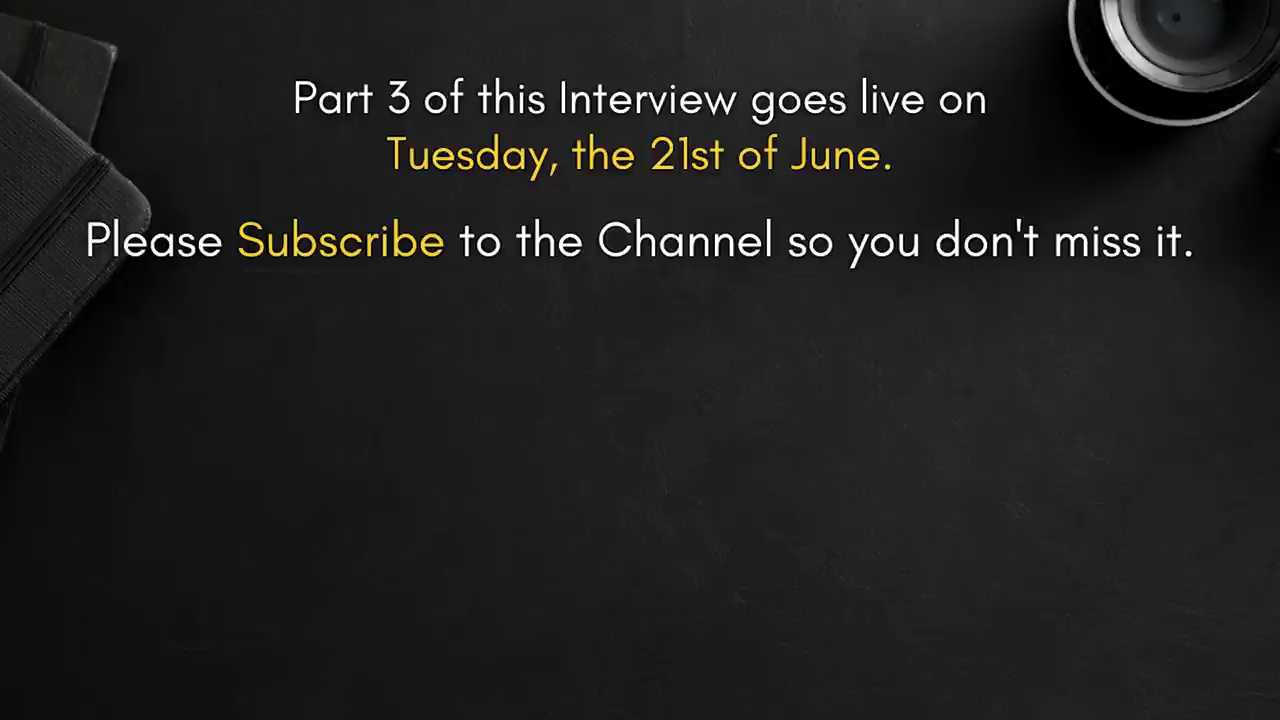 Part 3 of this Interview goes live on
Tuesday, the 21st of June.
Please Subscribe to the Channel so you don't miss it.